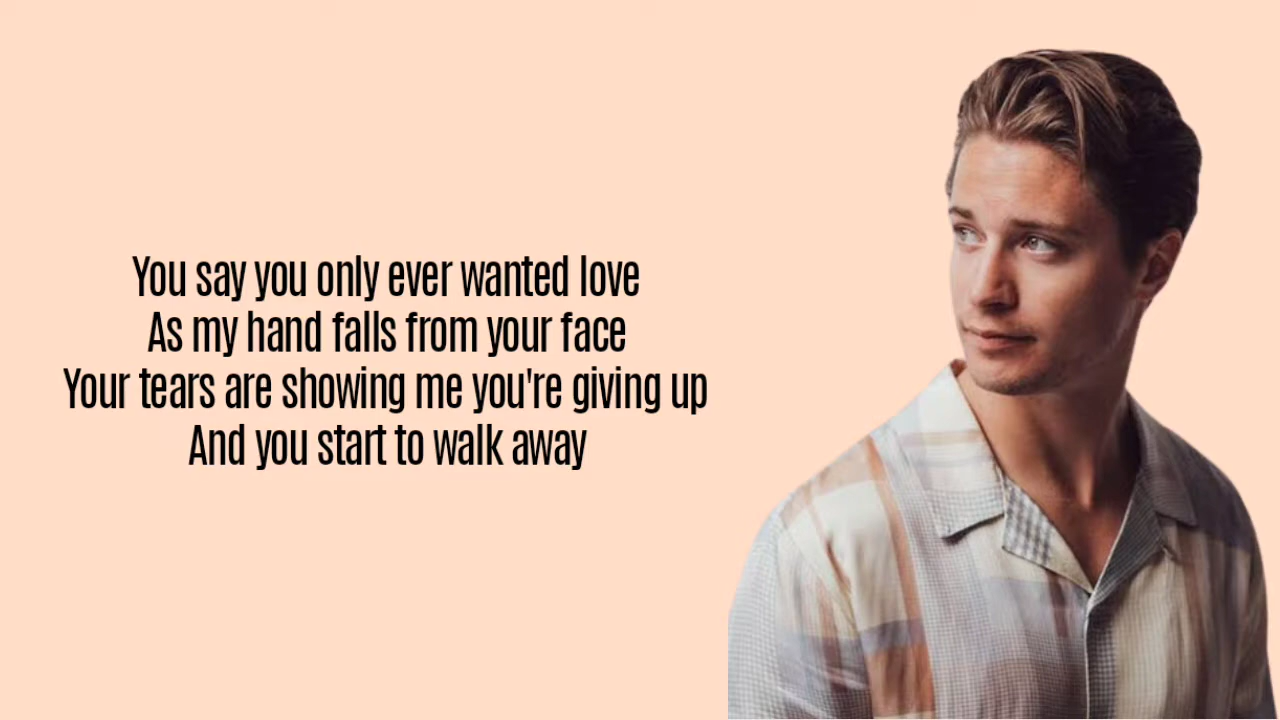 You say you only ever wanted love
As my hand falls from your face
Your tears are showing me you're giving up
And you start to walk away